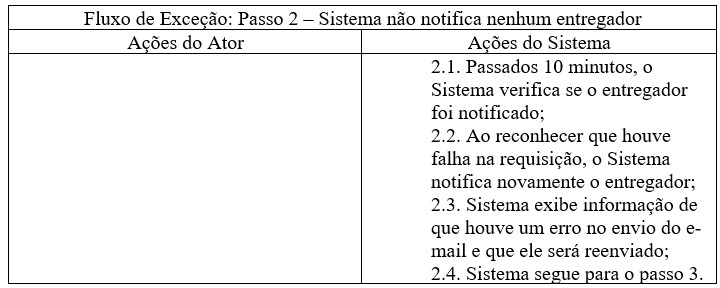 Fluxo de Exceção: Passo 2 – Sistema não notifica nenhum entregador
Ações do Ator
Ações do Sistema
2.1. Passados 10 minutos, o
Sistema verifica se o entregador
foi notificado;
2.2. Ao reconhecer que houve
falha na requisição, o Sistema
notifica novamente o entregador;
2.3. Sistema exibe informação de
que houve um erro no envio do e-
mail e que ele será reenviado;
2.4. Sistema segue para o passo 3.